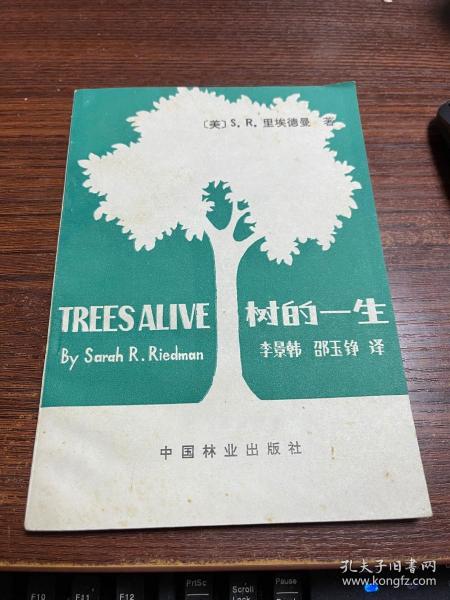 〔美〕S. R. 里埃德曼 著
TREES ALIVE
By Sarah R. Riedman
树的一生
李景韩 邵玉铮 译
中国林业出版社
PrtSc
Scroll
Lock
Pause
F10
F11
F12
孔夫子旧书网
www.kongfz.com